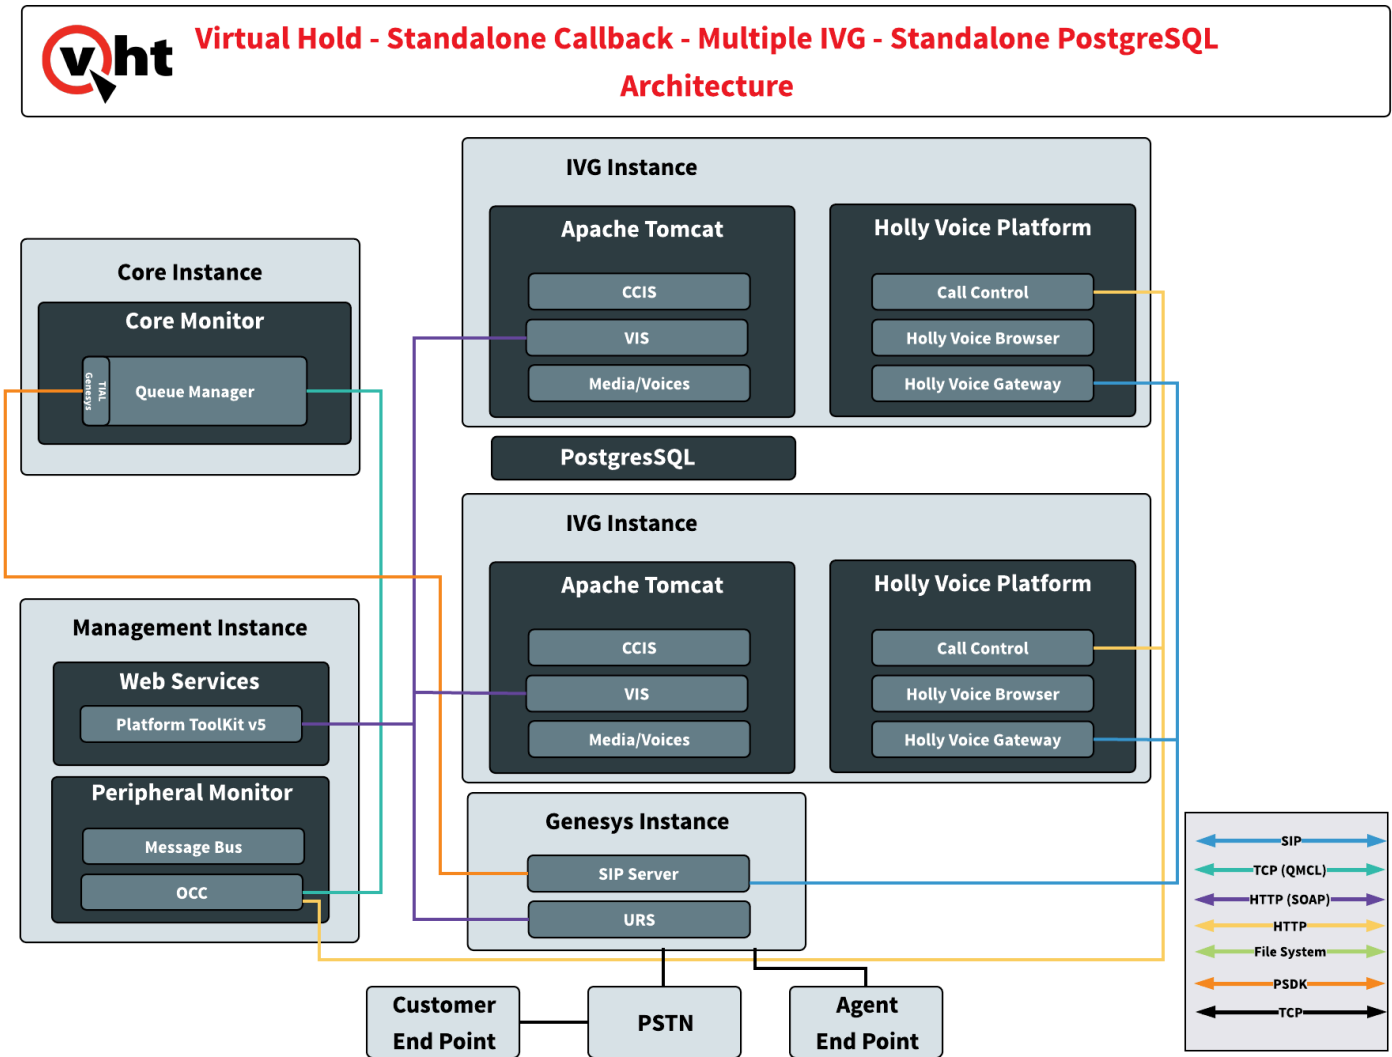 vht
Virtual Hold - Standalone Callback - Multiple IVG - Standalone PostgreSQL
Architecture
Core Instance
Core Monitor
TIAL
Genesys
Queue Manager
Management Instance
Web Services
Platform ToolKit v5
Peripheral Monitor
Message Bus
OCC
IVG Instance
Apache Tomcat
CCIS
VIS
Media/Voices
Holly Voice Platform
Call Control
Holly Voice Browser
Holly Voice Gateway
PostgresSQL
IVG Instance
Apache Tomcat
CCIS
VIS
Media/Voices
Holly Voice Platform
Call Control
Holly Voice Browser
Holly Voice Gateway
Genesys Instance
SIP Server
URS
Customer
End Point
PSTN
Agent
End Point
SIP
TCP (QMCL)
HTTP (SOAP)
HTTP
File System
PSDK
TCP